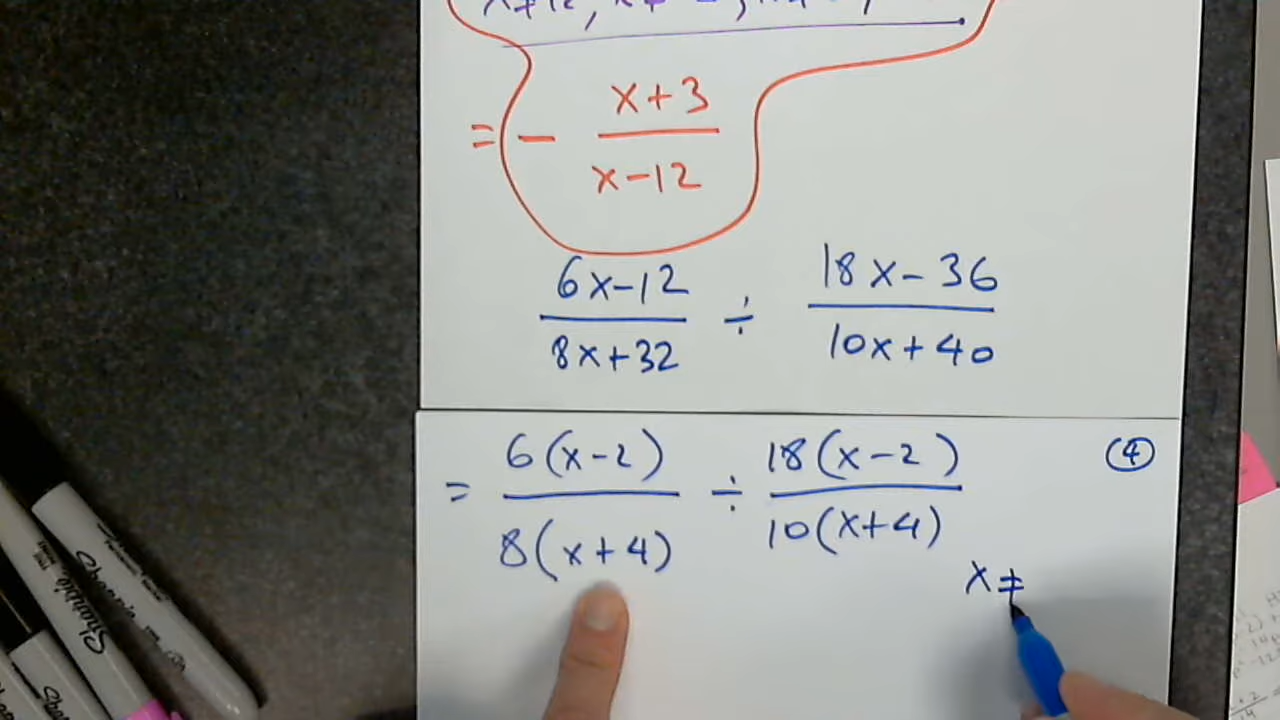 = - x+3 / x-12
6x-12 / 8x+32 ÷ 18x-36 / 10x+40
= 6(x-2) / 8(x+4) ÷ 18(x-2) / 10(x+4) (4)
x≠
Sharpie